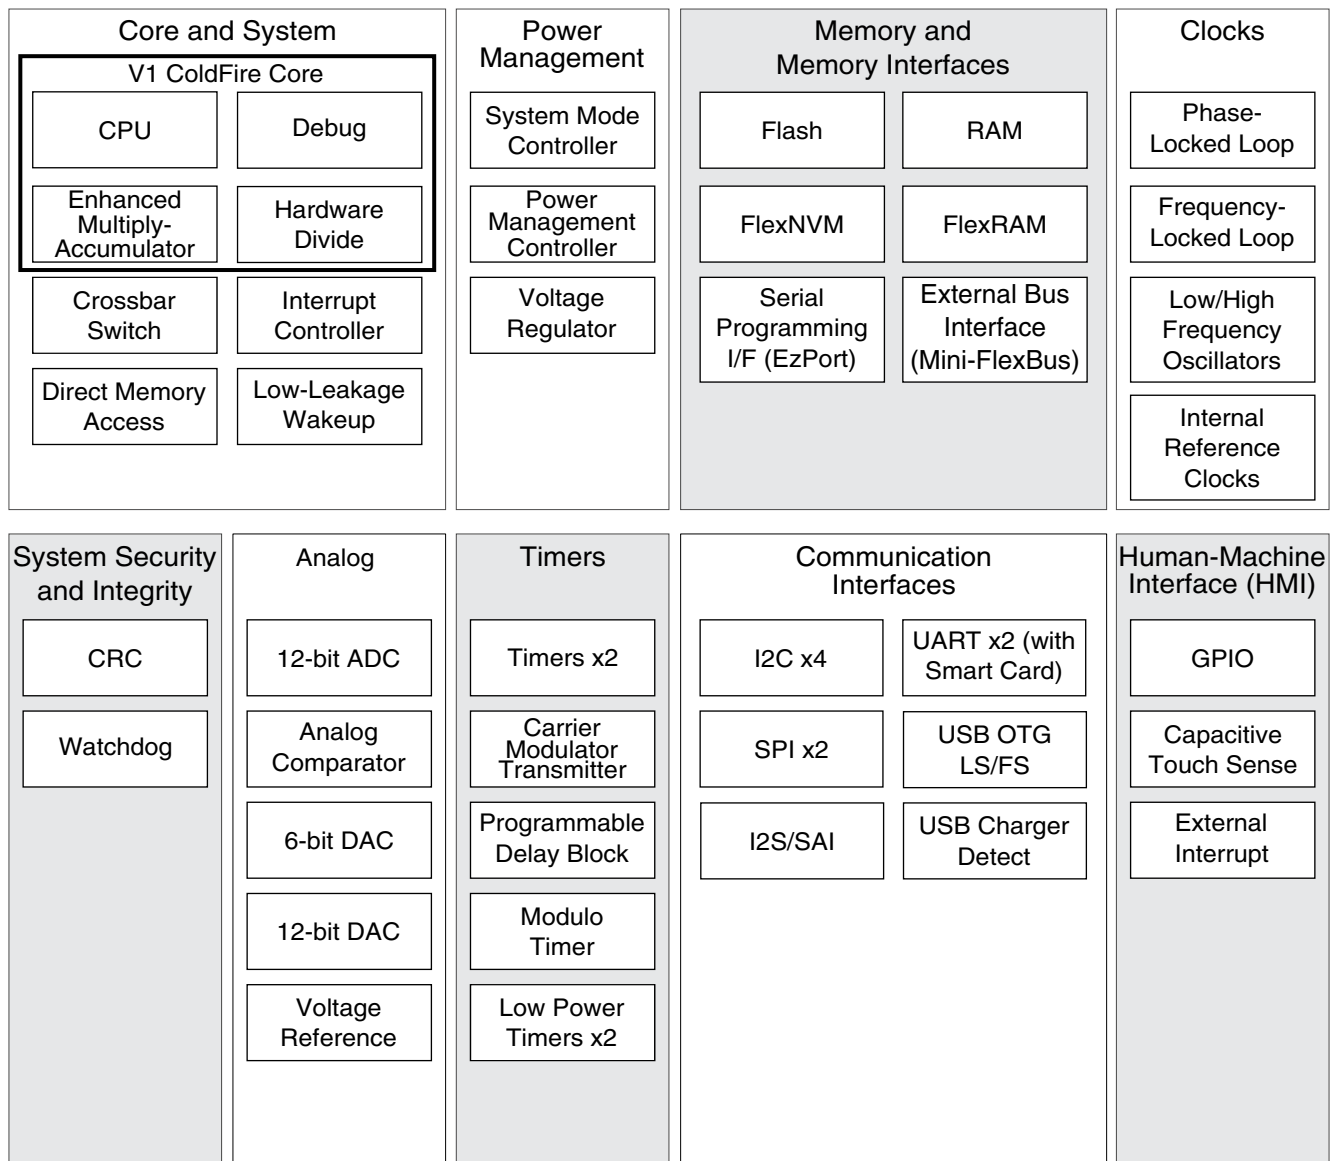 Core and System
V1 ColdFire Core
CPU
Debug
Enhanced
Multiply-
Accumulator
Hardware
Divide
Crossbar
Switch
Interrupt
Controller
Direct Memory
Access
Low-Leakage
Wakeup
Power
Management
System Mode
Controller
Power
Management
Controller
Voltage
Regulator
Memory and
Memory Interfaces
Flash
RAM
FlexNVM
FlexRAM
Serial
Programming
I/F (EzPort)
External Bus
Interface
(Mini-FlexBus)
Clocks
Phase-
Locked Loop
Frequency-
Locked Loop
Low/High
Frequency
Oscillators
Internal
Reference
Clocks
System Security
and Integrity
CRC
Watchdog
Analog
12-bit ADC
Analog
Comparator
6-bit DAC
12-bit DAC
Voltage
Reference
Timers
Timers x2
Carrier
Modulator
Transmitter
Programmable
Delay Block
Modulo
Timer
Low Power
Timers x2
Communication
Interfaces
I2C x4
UART x2 (with
Smart Card)
SPI x2
USB OTG
LS/FS
I2S/SAI
USB Charger
Detect
Human-Machine
Interface (HMI)
GPIO
Capacitive
Touch Sense
External
Interrupt